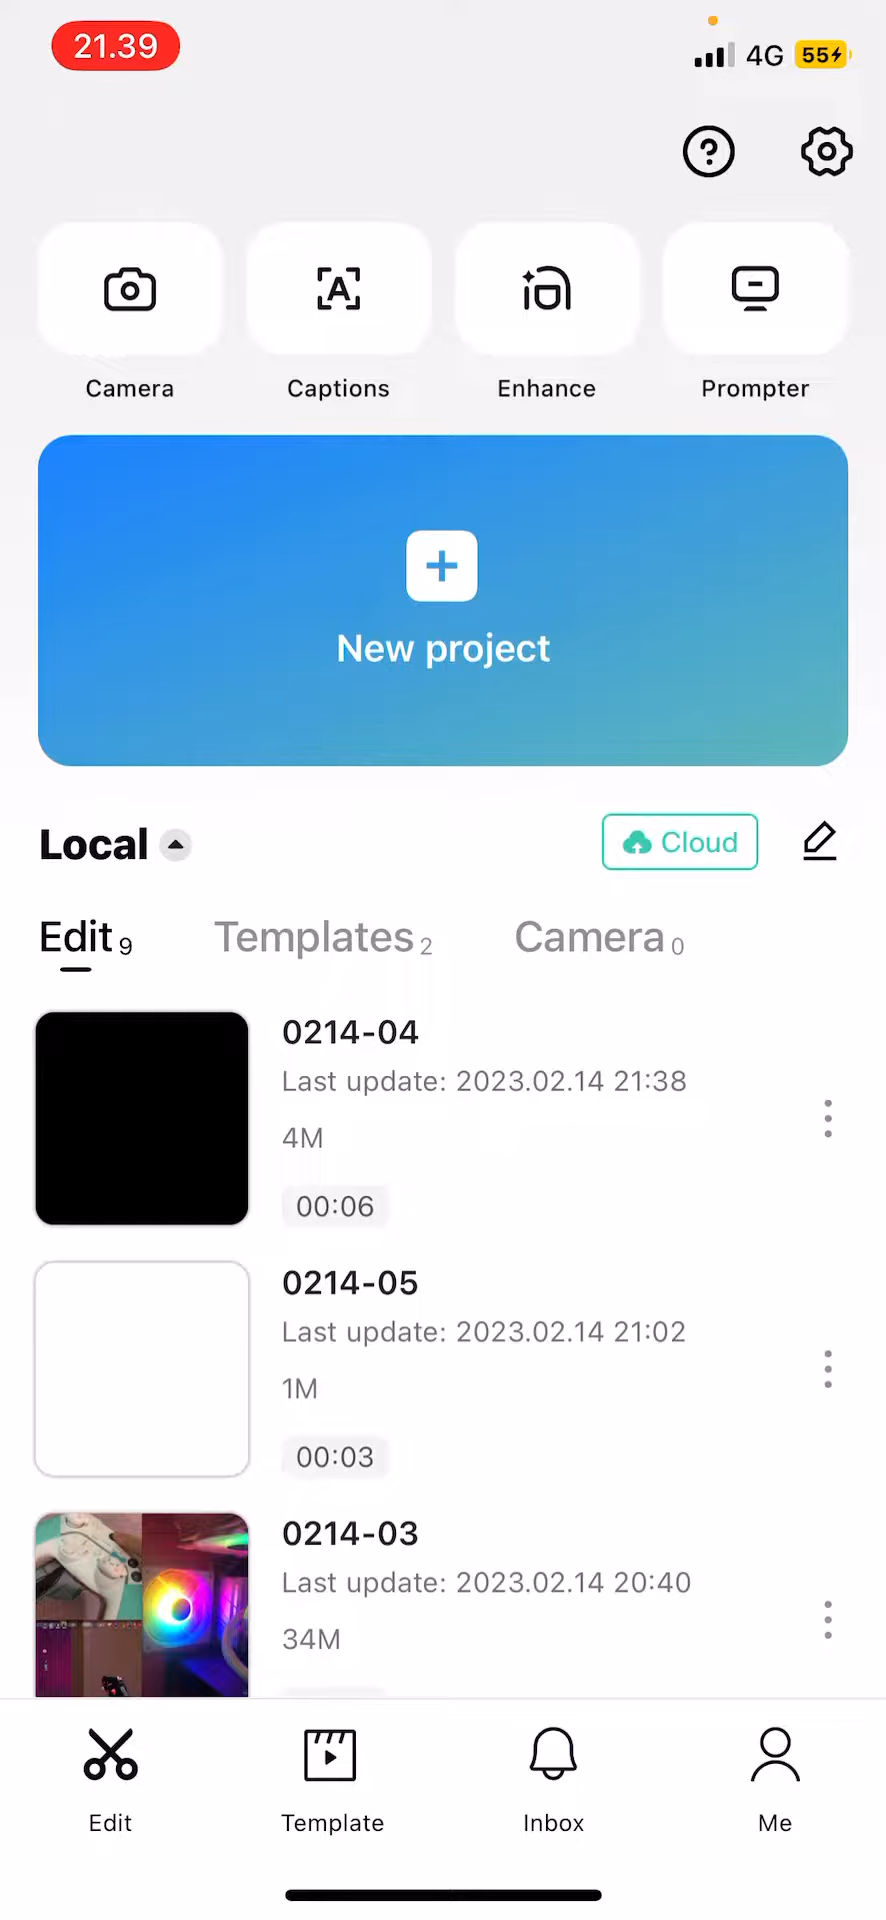 21.39
4G 55
Camera
Captions
Enhance
Prompter
New project
Local
Cloud
Edit 9
Templates 2
Camera 0
0214-04
Last update: 2023.02.14 21:38
4M
00:06
0214-05
Last update: 2023.02.14 21:02
1M
00:03
0214-03
Last update: 2023.02.14 20:40
34M
Edit
Template
Inbox
Me